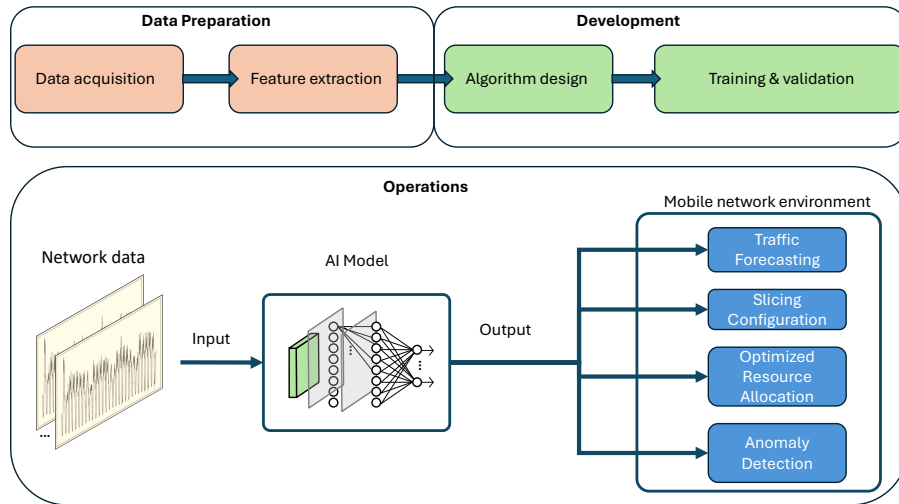 Data Preparation
Development
Data acquisition
Feature extraction
Algorithm design
Training & validation
Operations
Mobile network environment
Network data
AI Model
Input
Output
...
Traffic
Forecasting
Slicing
Configuration
Optimized
Resource
Allocation
Anomaly
Detection